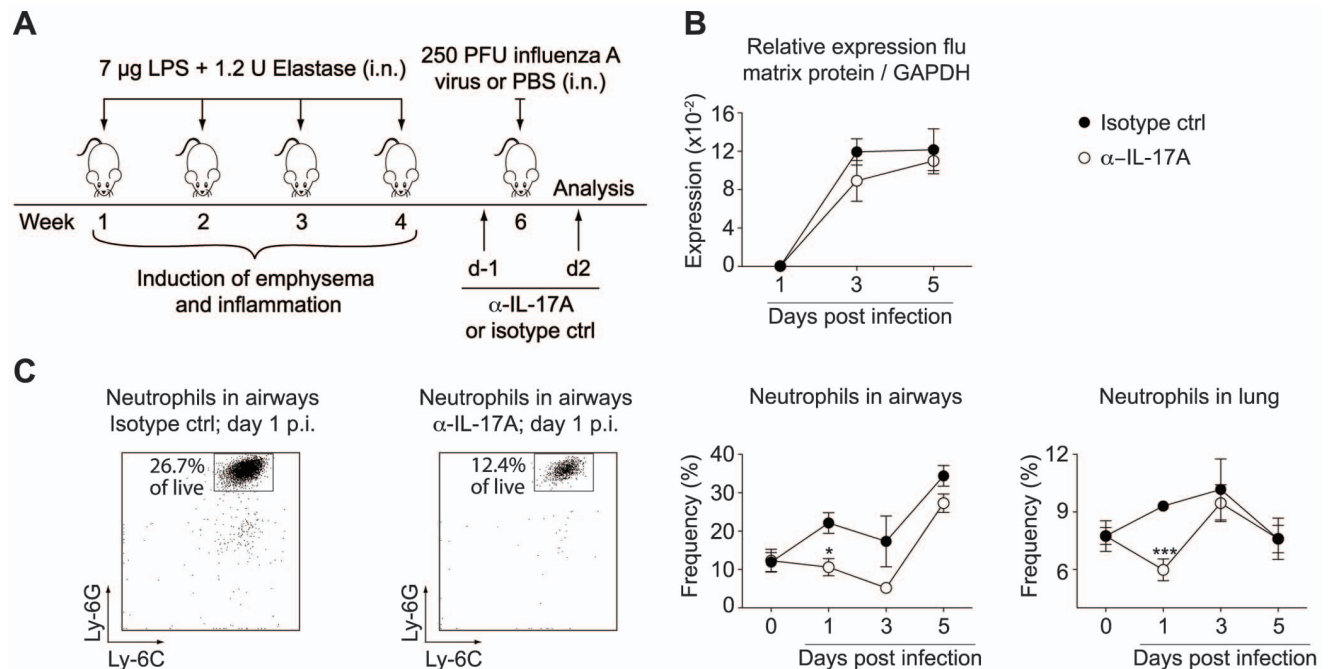 A
7 µg LPS + 1.2 U Elastase (i.n.)
250 PFU influenza A
virus or PBS (i.n.)
Analysis
Week 1 2 3 4 6
Induction of emphysema
and inflammation
d-1 d2
α-IL-17A
or isotype ctrl
B
Relative expression flu
matrix protein / GAPDH
Expression (x10⁻²)
16
12
8
4
0
1 3 5
Days post infection
Isotype ctrl
α–IL-17A
C
Neutrophils in airways
Isotype ctrl; day 1 p.i.
26.7%
of live
Ly-6G
Ly-6C
Neutrophils in airways
α-IL-17A; day 1 p.i.
12.4%
of live
Ly-6G
Ly-6C
Neutrophils in airways
Frequency (%)
40
30
20
10
0
*
0 1 3 5
Days post infection
Neutrophils in lung
Frequency (%)
12
9
6
***
0 1 3 5
Days post infection